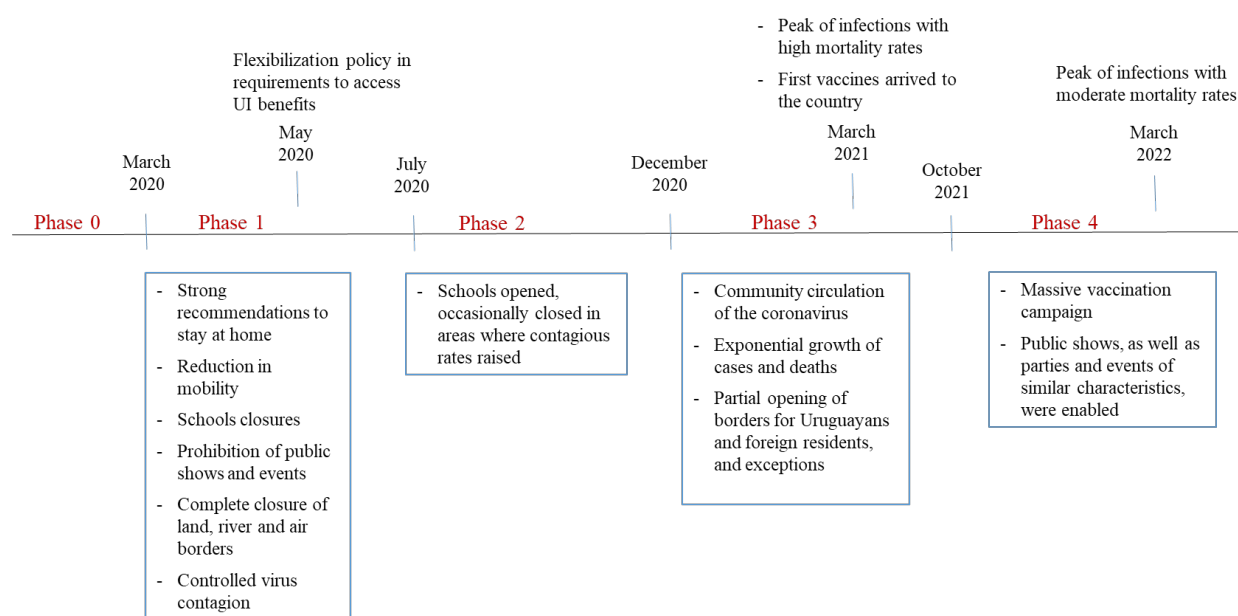 - Peak of infections with
high mortality rates
- First vaccines arrived to
the country
Flexibilization policy in
requirements to access
UI benefits
Peak of infections with
moderate mortality rates
March
2020
May
2020
July
2020
December
2020
March
2021
October
2021
March
2022
Phase 0
Phase 1
Phase 2
Phase 3
Phase 4
- Strong
recommendations to
stay at home
- Reduction in
mobility
- Schools closures
- Prohibition of public
shows and events
- Complete closure of
land, river and air
borders
- Controlled virus
contagion
- Schools opened,
occasionally closed in
areas where contagious
rates raised
- Community circulation
of the coronavirus
- Exponential growth of
cases and deaths
- Partial opening of
borders for Uruguayans
and foreign residents,
and exceptions
- Massive vaccination
campaign
- Public shows, as well as
parties and events of
similar characteristics,
were enabled